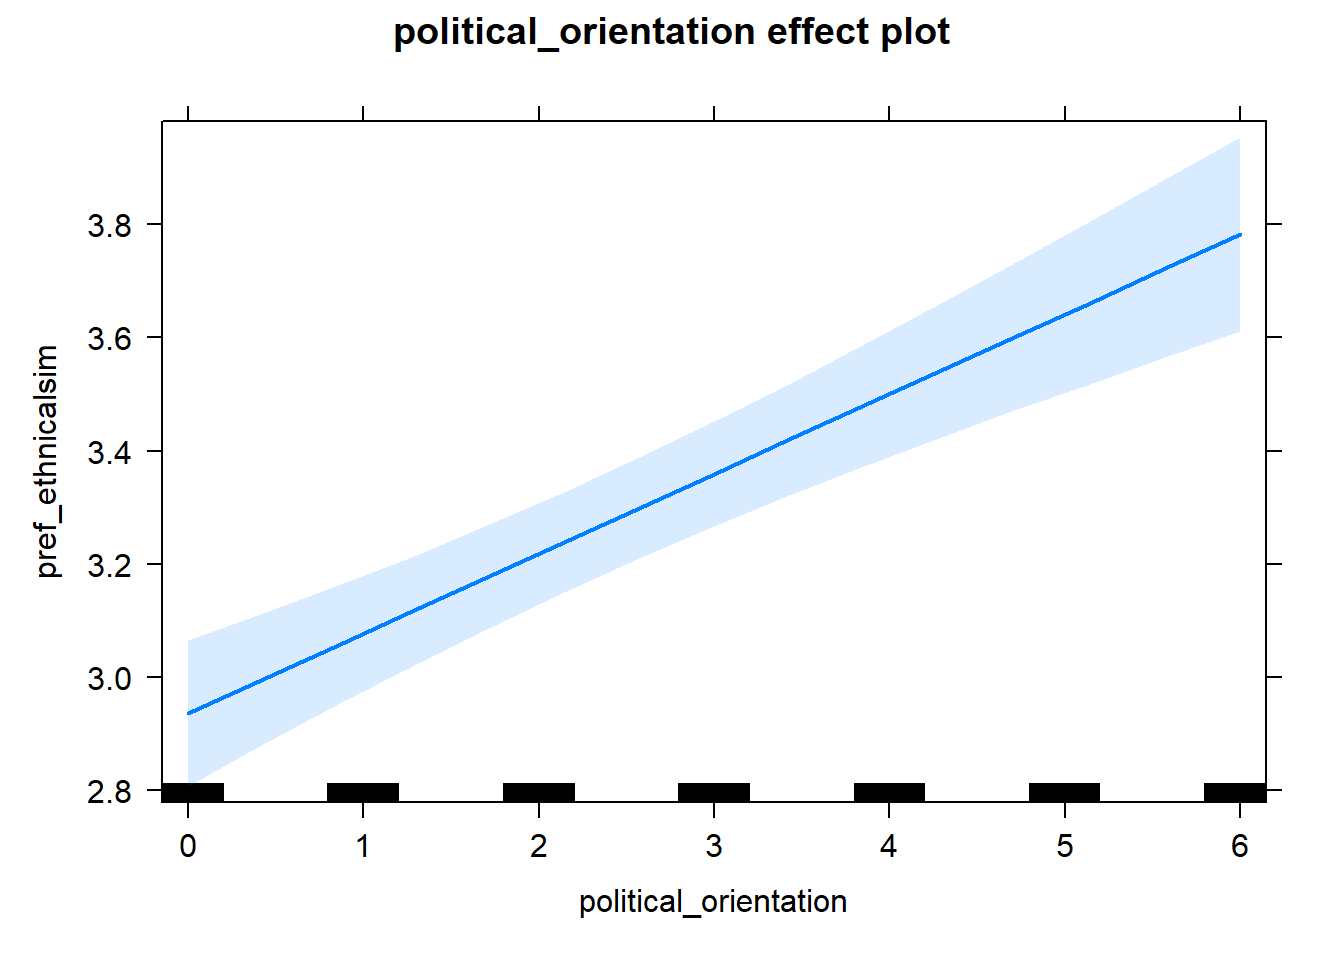 political_orientation effect plot
3.8
3.6
3.4
3.2
3.0
2.8
pref_ethnicalsim
0 1 2 3 4 5 6
political_orientation